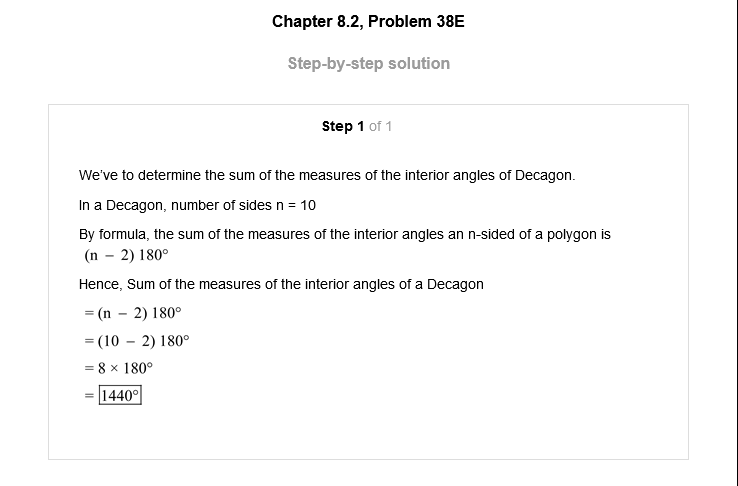 Chapter 8.2, Problem 38E
Step-by-step solution
Step 1 of 1
We've to determine the sum of the measures of the interior angles of Decagon.
In a Decagon, number of sides n = 10
By formula, the sum of the measures of the interior angles an n-sided of a polygon is
(n − 2) 180°
Hence, Sum of the measures of the interior angles of a Decagon
= (n − 2) 180°
= (10 − 2) 180°
= 8 × 180°
= 1440°